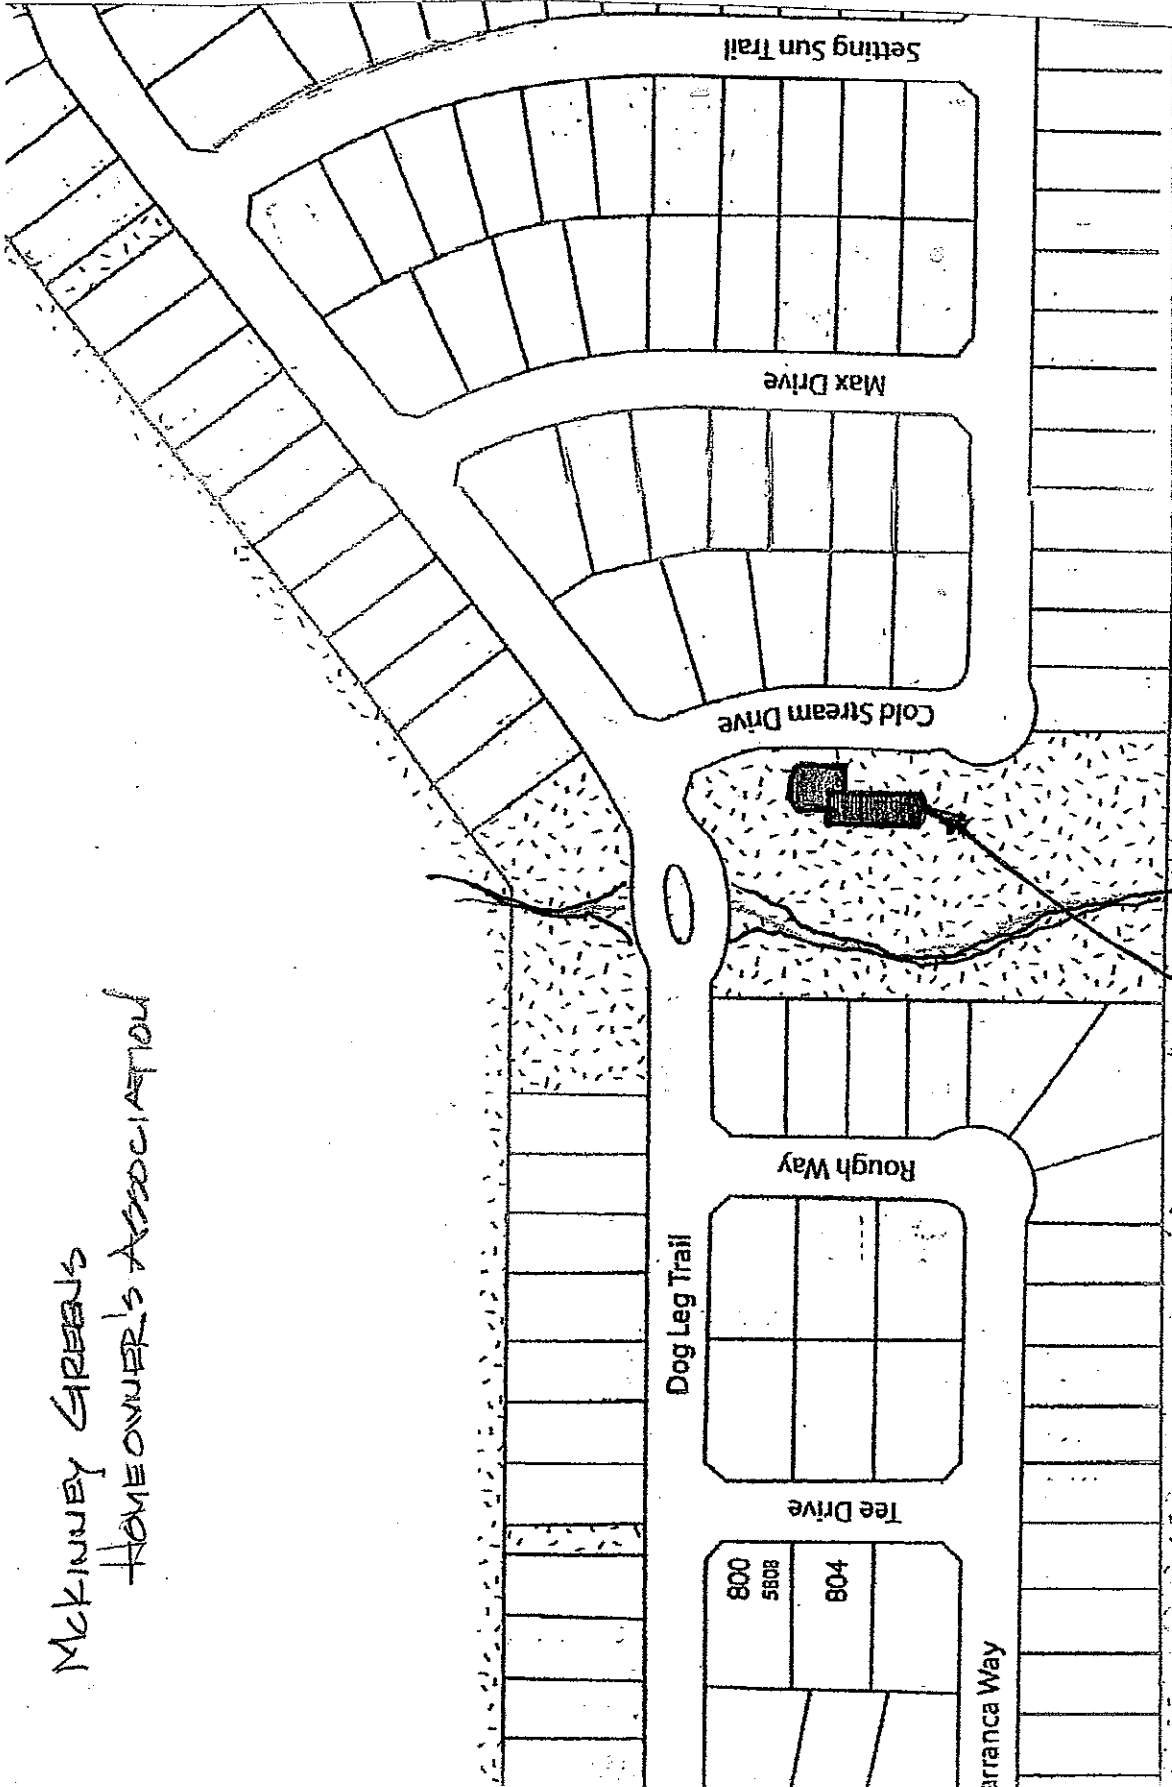 McKINNEY GREENS
HOMEOWNER'S ASSOCIATION
Setting Sun Trail
Max Drive
Cold Stream Drive
Rough Way
Dog Leg Trail
Tee Drive
800
5808
804
arranca Way